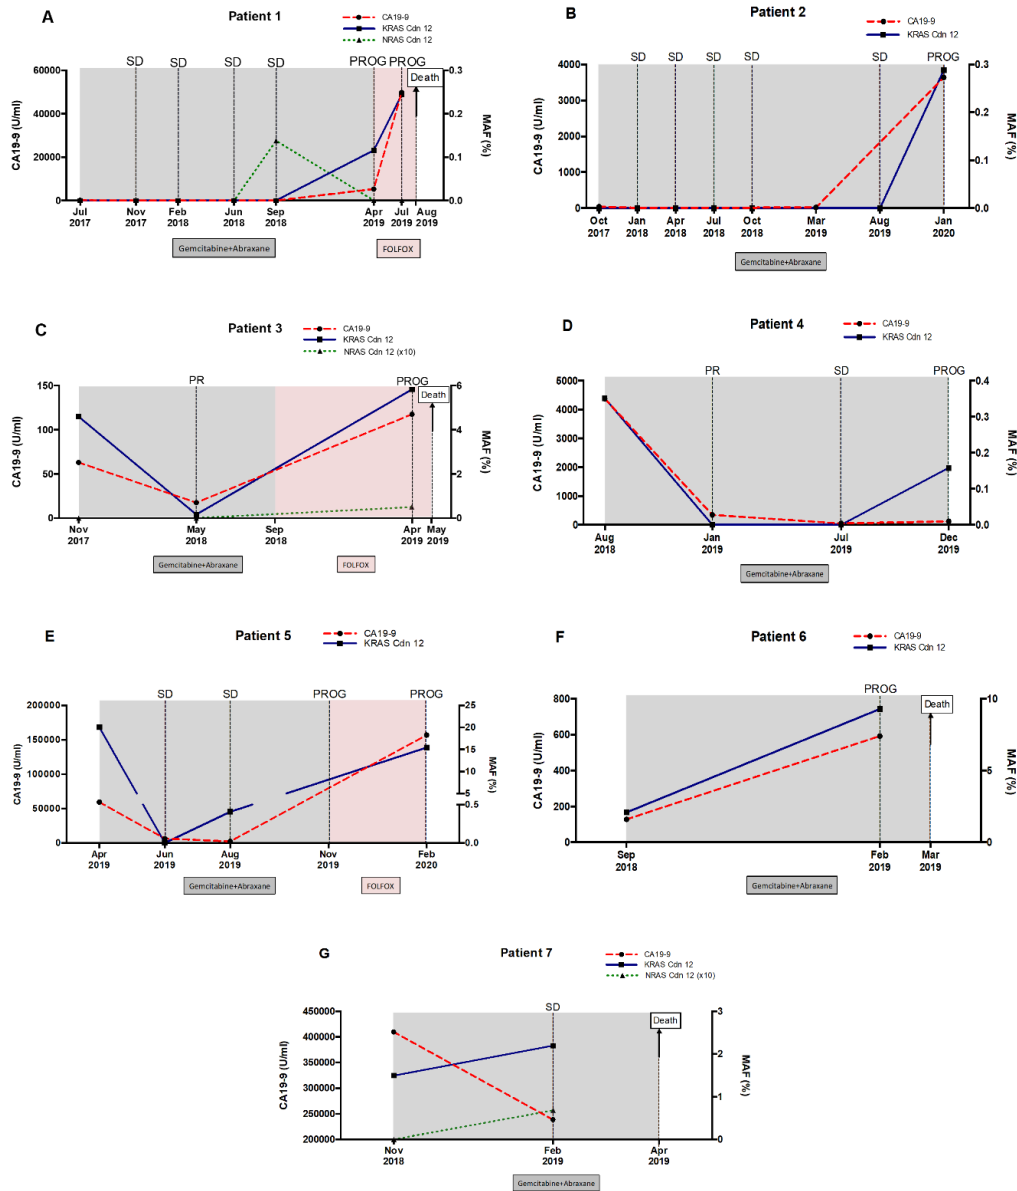 A
Patient 1
CA19-9
KRAS Cdn 12
NRAS Cdn 12
SD SD SD SD PROG PROG
Death
60000 40000 20000 0
CA19-9 (U/ml)
0.3 0.2 0.1 0.0
MAF (%)
Jul Nov Feb Jun Sep Apr Jul Aug
2017 2017 2018 2018 2018 2019 2019 2019
Gemcitabine+Abraxane FOLFOX
B
Patient 2
CA19-9
KRAS Cdn 12
SD SD SD SD SD PROG
4000 3000 2000 1000 0
CA19-9 (U/ml)
0.3 0.2 0.1 0.0
MAF (%)
Oct Jan Apr Jul Oct Mar Aug Jan
2017 2018 2018 2018 2018 2019 2019 2020
Gemcitabine+Abraxane
C
Patient 3
CA19-9
KRAS Cdn 12
NRAS Cdn 12 (x10)
PR PROG
Death
150 100 50 0
CA19-9 (U/ml)
6 4 2 0
MAF (%)
Nov May Sep Apr May
2017 2018 2018 2019 2019
Gemcitabine+Abraxane FOLFOX
D
Patient 4
CA19-9
KRAS Cdn 12
PR SD PROG
5000 4000 3000 2000 1000 0
CA19-9 (U/ml)
0.4 0.3 0.2 0.1 0.0
MAF (%)
Aug Jan Jul Dec
2018 2019 2019 2019
Gemcitabine+Abraxane
E
Patient 5
CA19-9
KRAS Cdn 12
SD SD PROG PROG
200000 150000 100000 50000 0
CA19-9 (U/ml)
25 20 15 10 5 0.5 0.0
MAF (%)
Apr Jun Aug Nov Feb
2019 2019 2019 2019 2020
Gemcitabine+Abraxane FOLFOX
F
Patient 6
CA19-9
KRAS Cdn 12
PROG
Death
800 600 400 200 0
CA19-9 (U/ml)
10 5 0
MAF (%)
Sep Feb Mar
2018 2019 2019
Gemcitabine+Abraxane
G
Patient 7
CA19-9
KRAS Cdn 12
NRAS Cdn 12 (x10)
SD
Death
450000 400000 350000 300000 250000 200000
CA19-9 (U/ml)
3 2 1 0
MAF (%)
Nov Feb Apr
2018 2019 2019
Gemcitabine+Abraxane